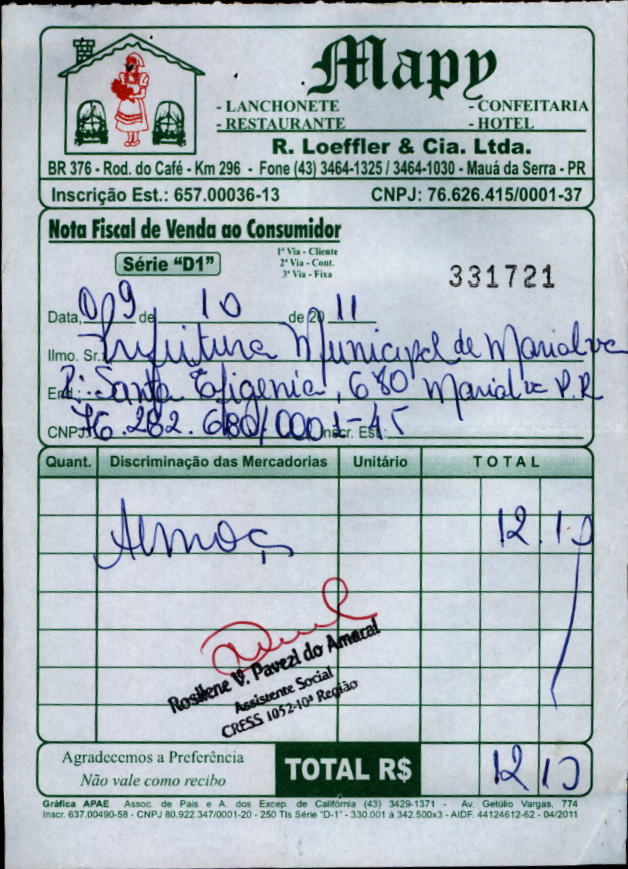 Mapy
- LANCHONETE - CONFEITARIA
- RESTAURANTE - HOTEL
R. Loeffler & Cia. Ltda.
BR 376 - Rod. do Café - Km 296 - Fone (43) 3464-1325 / 3464-1030 - Mauá da Serra - PR
Inscrição Est.: 657.00036-13 CNPJ: 76.626.415/0001-37
Nota Fiscal de Venda ao Consumidor
Série "D1"
1ª Via - Cliente
2ª Via - Cont.
3ª Via - Fixa
331721
Data, 09 de 10 de 20 11
Ilmo. Sr.: Prefeitura Municipal de Marialva
End.: R: Santa Efigenia, 680 Marialva P.R
CNPJ: 76.282.680/0001-45 Inscr. Est.:
Quant. Discriminação das Mercadorias Unitário TOTAL
Almoço 12.10
Rosilene V. Pavezi do Amaral
Assistente Social
CRESS 1052-10ª Região
Agradecemos a Preferência
Não vale como recibo
TOTAL R$ 12 10
Gráfica APAE Assoc. de Pais e A. dos Excep. de Califórnia (43) 3429-1371 - Av. Getúlio Vargas, 774
Inscr. 637.00490-58 - CNPJ 80.922.347/0001-20 - 250 Tls Série "D-1" - 330.001 à 342.500x3 - AIDF. 44124612-62 - 04/2011